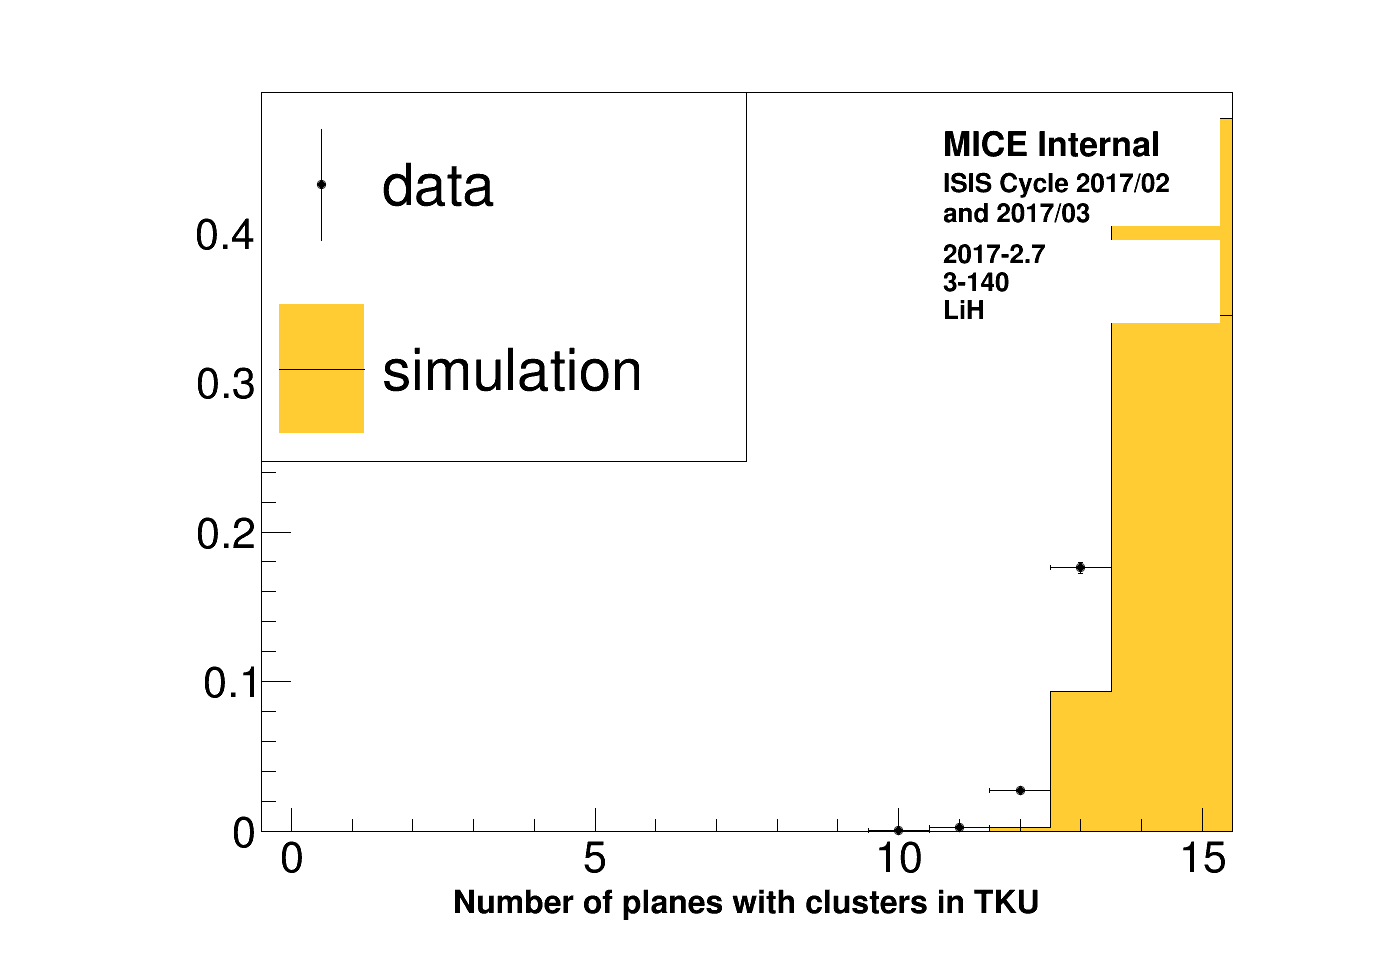 MICE Internal
ISIS Cycle 2017/02
and 2017/03
2017-2.7
3-140
LiH
data
simulation
0.4
0.3
0.2
0.1
0
0 5 10 15
Number of planes with clusters in TKU